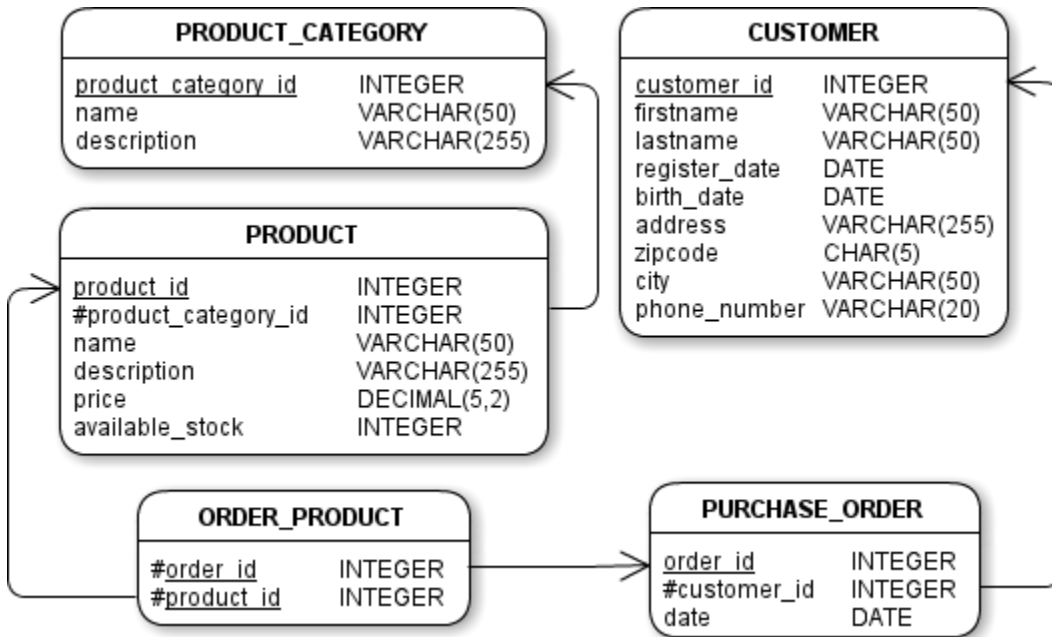 PRODUCT_CATEGORY
product_category_id INTEGER
name VARCHAR(50)
description VARCHAR(255)
CUSTOMER
customer_id INTEGER
firstname VARCHAR(50)
lastname VARCHAR(50)
register_date DATE
birth_date DATE
address VARCHAR(255)
zipcode CHAR(5)
city VARCHAR(50)
phone_number VARCHAR(20)
PRODUCT
product_id INTEGER
#product_category_id INTEGER
name VARCHAR(50)
description VARCHAR(255)
price DECIMAL(5,2)
available_stock INTEGER
ORDER_PRODUCT
#order_id INTEGER
#product_id INTEGER
PURCHASE_ORDER
order_id INTEGER
#customer_id INTEGER
date DATE